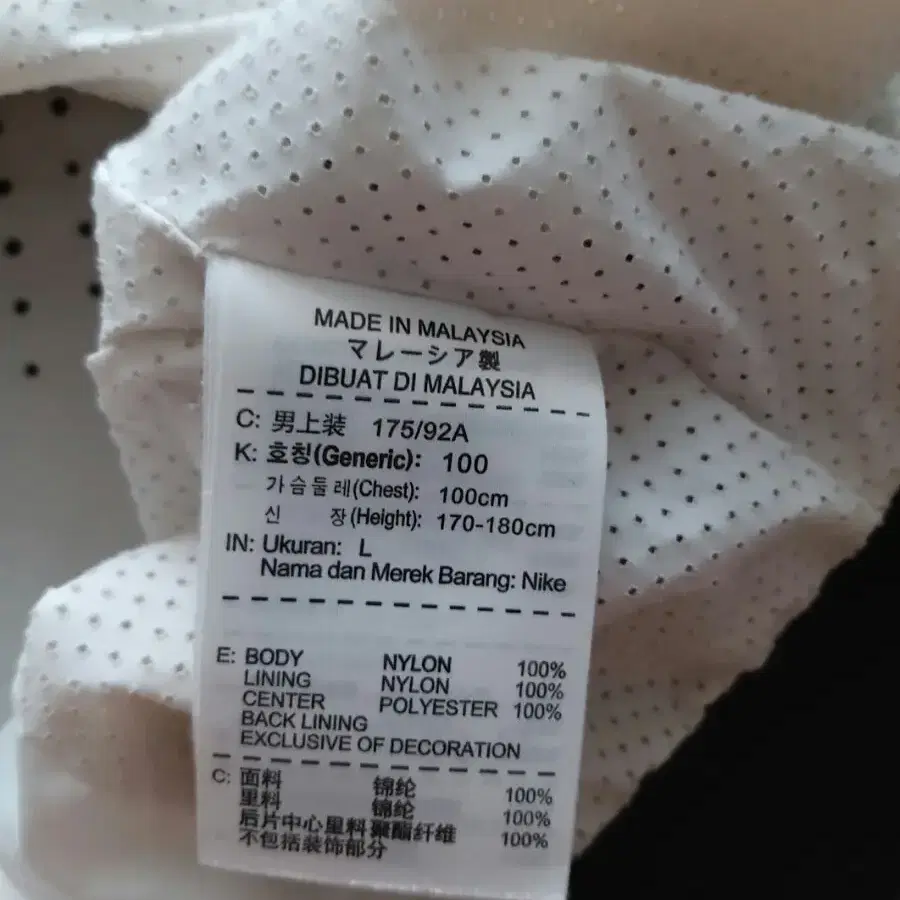 MADE IN MALAYSIA
マレーシア製
DIBUAT DI MALAYSIA
C: 男上装 175/92A
K: 호칭(Generic): 100
가슴둘레(Chest): 100cm
신 장(Height): 170-180cm
IN: Ukuran: L
Nama dan Merek Barang: Nike
E: BODY NYLON 100%
LINING NYLON 100%
CENTER POLYESTER 100%
BACK LINING
EXCLUSIVE OF DECORATION
C: 面料 锦纶 100%
里料 锦纶 100%
后片中心里料 聚酯纤维 100%
不包括装饰部分